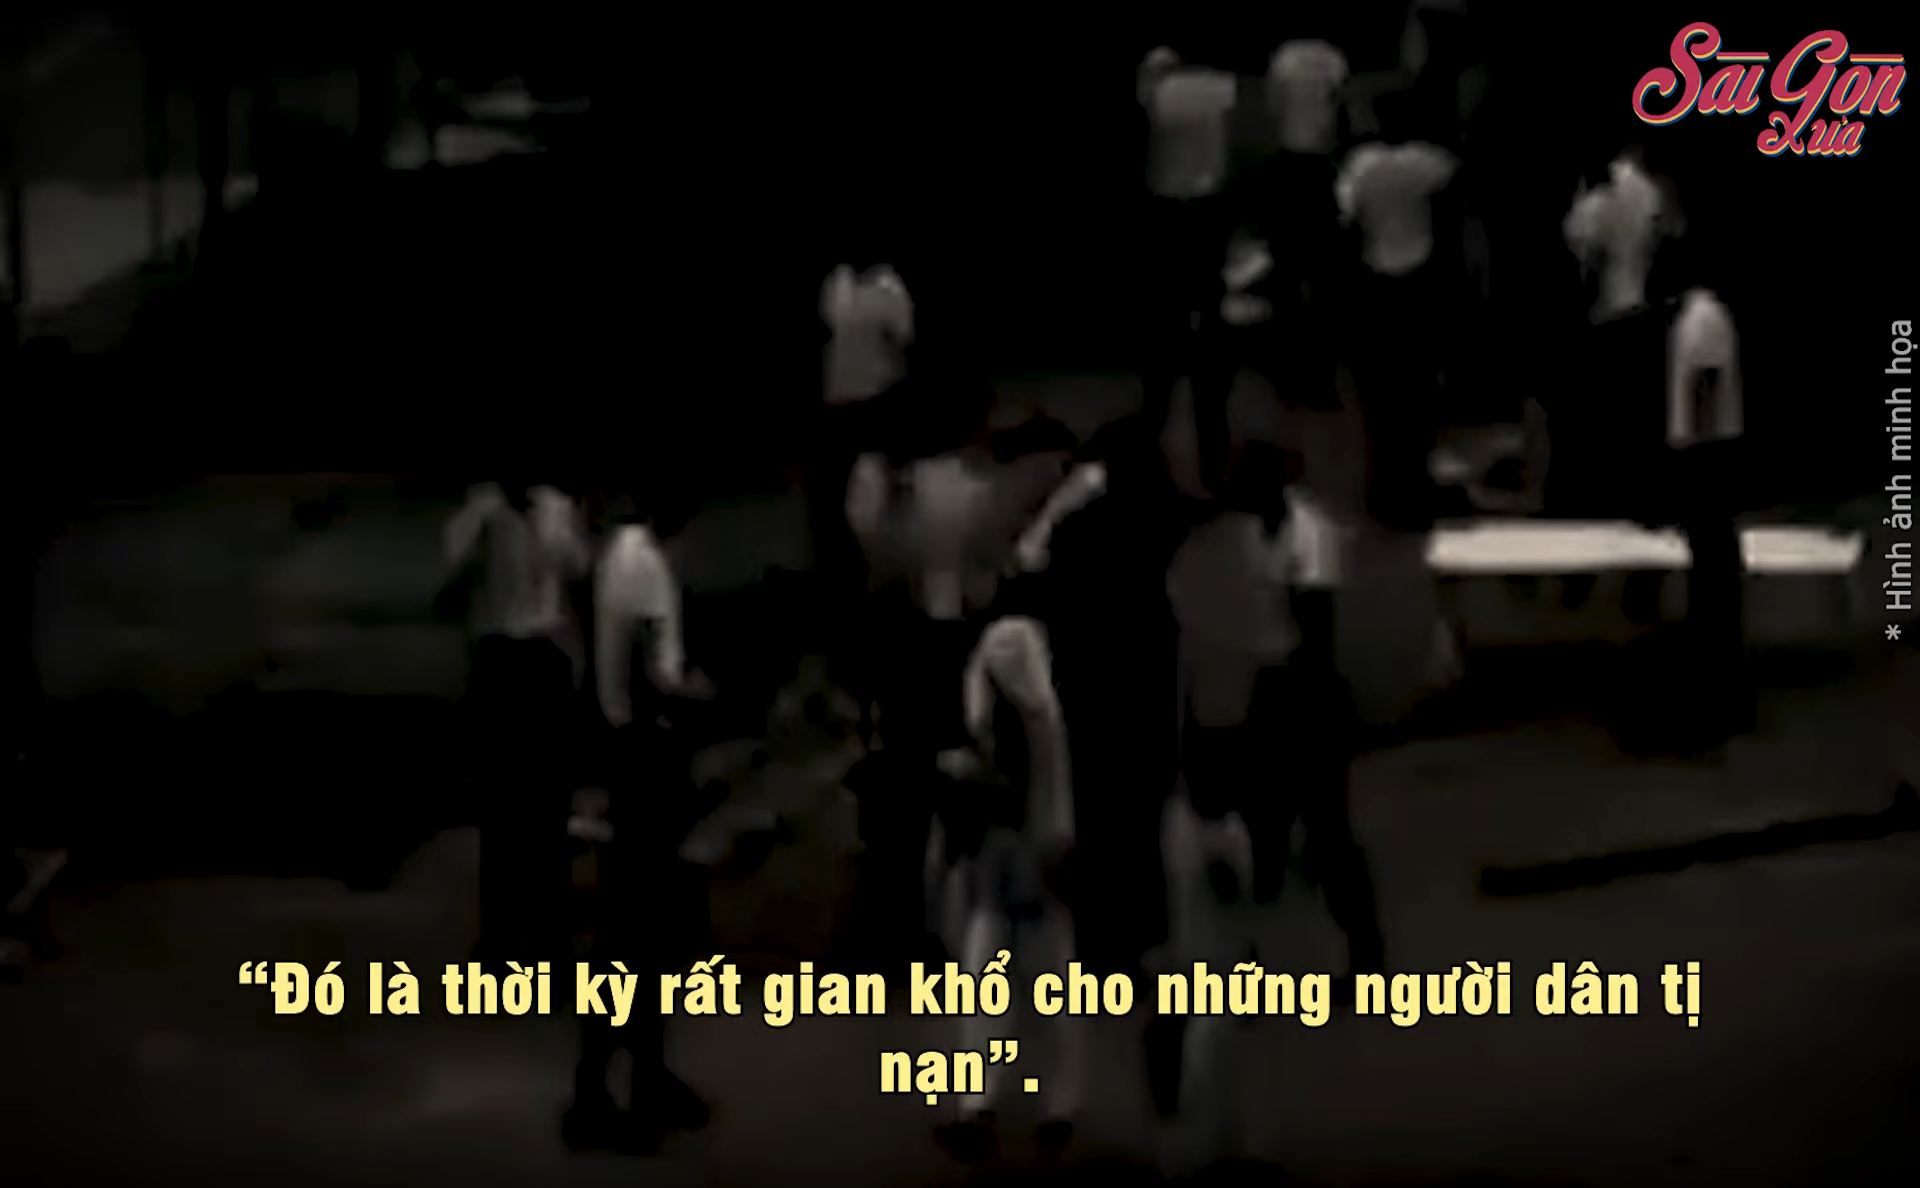 Sài Gòn
Xưa
* Hình ảnh minh họa
“Đó là thời kỳ rất gian khổ cho những người dân tị
nạn”.